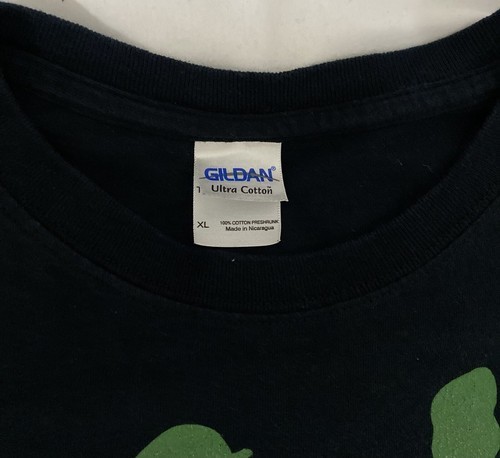 GILDAN®
Ultra Cotton
XL
100% COTTON PRESHRUNK
Made in Nicaragua